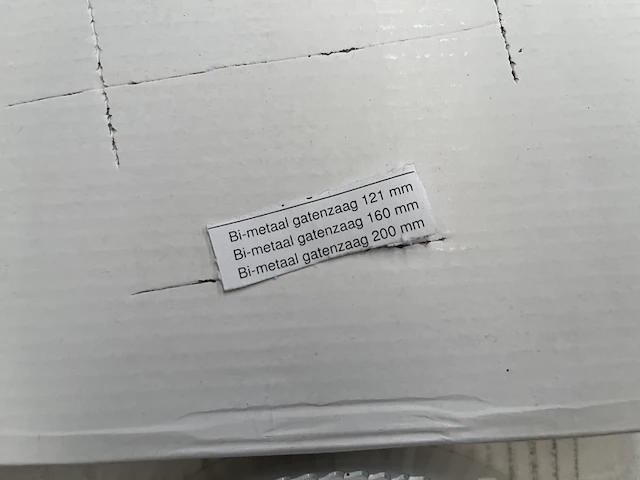 Bi-metaal gatenzaag 121 mm
Bi-metaal gatenzaag 160 mm
Bi-metaal gatenzaag 200 mm